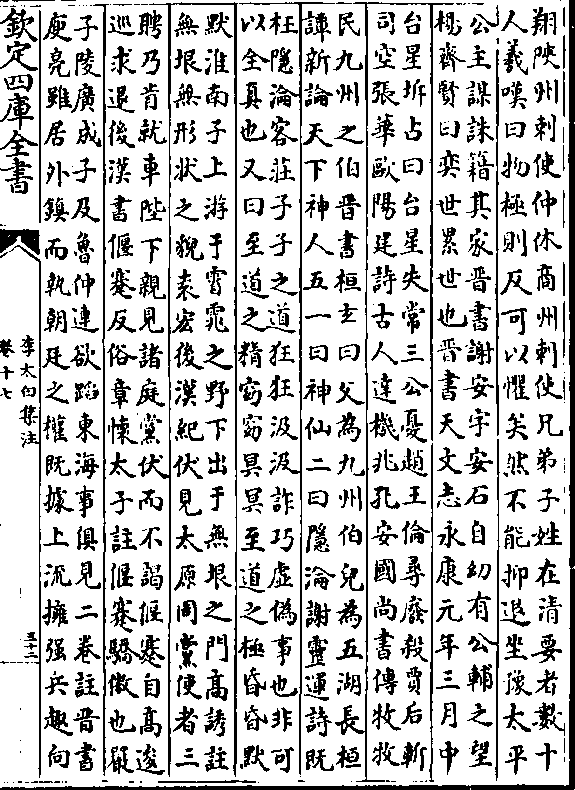 翔陜州刺使仲休商州刺使兄弟子姓在清要者數十
人羲嘆曰物極則反可以懼矣然不能抑退坐豫太平
公主謀誅籍其家晋書謝安字安石自幼有公輔之望
楊齊賢曰奕世累世也晋書天文志永康元年三月中
台星坼占曰台星失常三公憂趙王倫尋廢殺賈后斬
司空張華歐陽建詩古人達機兆孔安國尚書傳牧牧
民九州之伯晋書桓玄曰父為九州伯兒為五湖長桓
譚新論天下神人五一曰神仙二曰隱淪謝靈運詩既
枉隱淪客莊子子之道狂狂汲汲詐巧虚偽事也非可
以全真也又曰至道之精窈窈冥冥至道之極昏昏默
默淮南子上游于霄雿之野下出于無垠之門高誘註
無垠無形狀之貌袁宏後漢紀伏見太原周黨使者三
聘乃肯就車陛下親見諸庭黨伏而不謁偃蹇自高逡
巡求退後漢書偃蹇反俗章懐太子註偃蹇驕傲也嚴
子陵廣成子及魯仲連欲蹈東海事俱見二卷註晋書
庾亮雖居外鎮而執朝廷之權既據上流擁强兵趣向
欽定四庫全書
李太白集注
卷十七
三十二